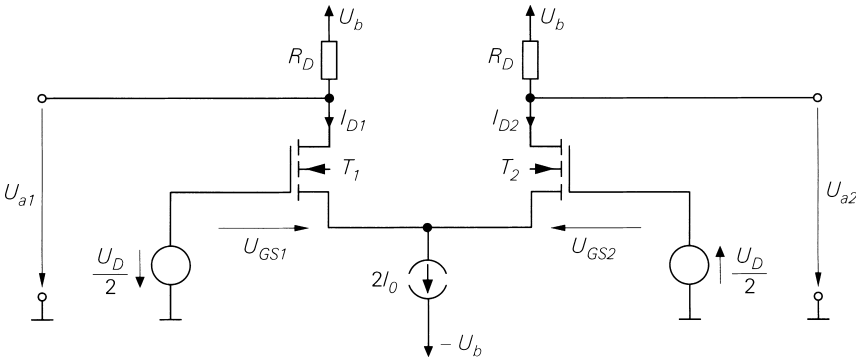 U_b
U_b
R_D
R_D
I_D1
I_D2
T_1
T_2
U_a1
U_a2
U_GS1
U_GS2
U_D/2
2I_0
U_D/2
– U_b